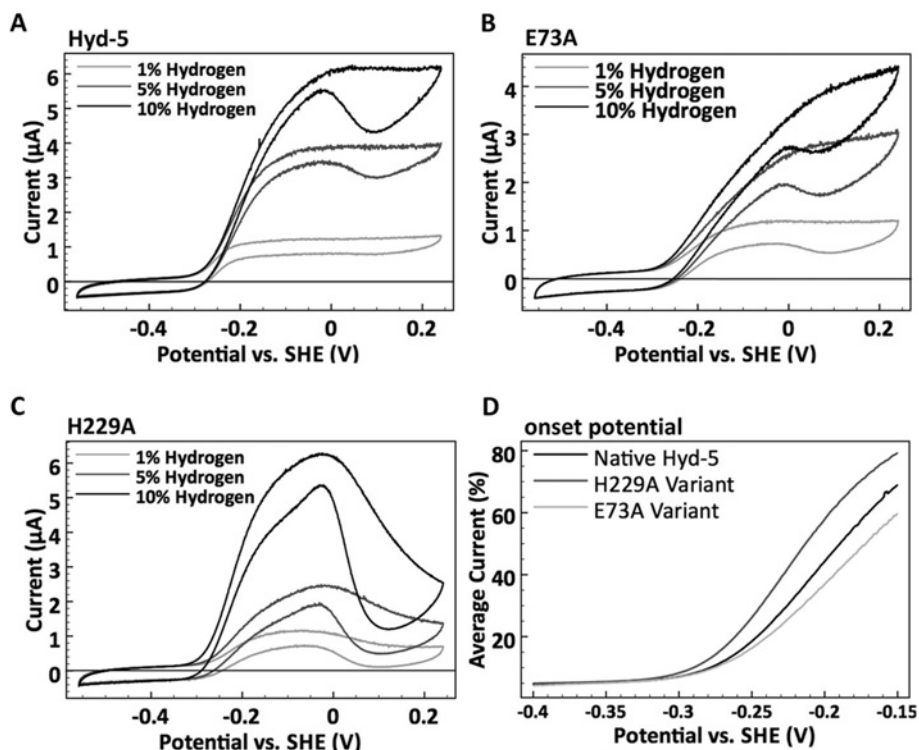 A
Hyd-5
1% Hydrogen
5% Hydrogen
10% Hydrogen
Current (µA)
6
5
4
3
2
1
0
-0.4
-0.2
0
0.2
Potential vs. SHE (V)
B
E73A
1% Hydrogen
5% Hydrogen
10% Hydrogen
Current (µA)
4
3
2
1
0
-0.4
-0.2
0
0.2
Potential vs. SHE (V)
C
H229A
1% Hydrogen
5% Hydrogen
10% Hydrogen
Current (µA)
6
5
4
3
2
1
0
-0.4
-0.2
0
0.2
Potential vs. SHE (V)
D
onset potential
Native Hyd-5
H229A Variant
E73A Variant
Average Current (%)
80
60
40
20
-0.4
-0.35
-0.3
-0.25
-0.2
-0.15
Potential vs. SHE (V)